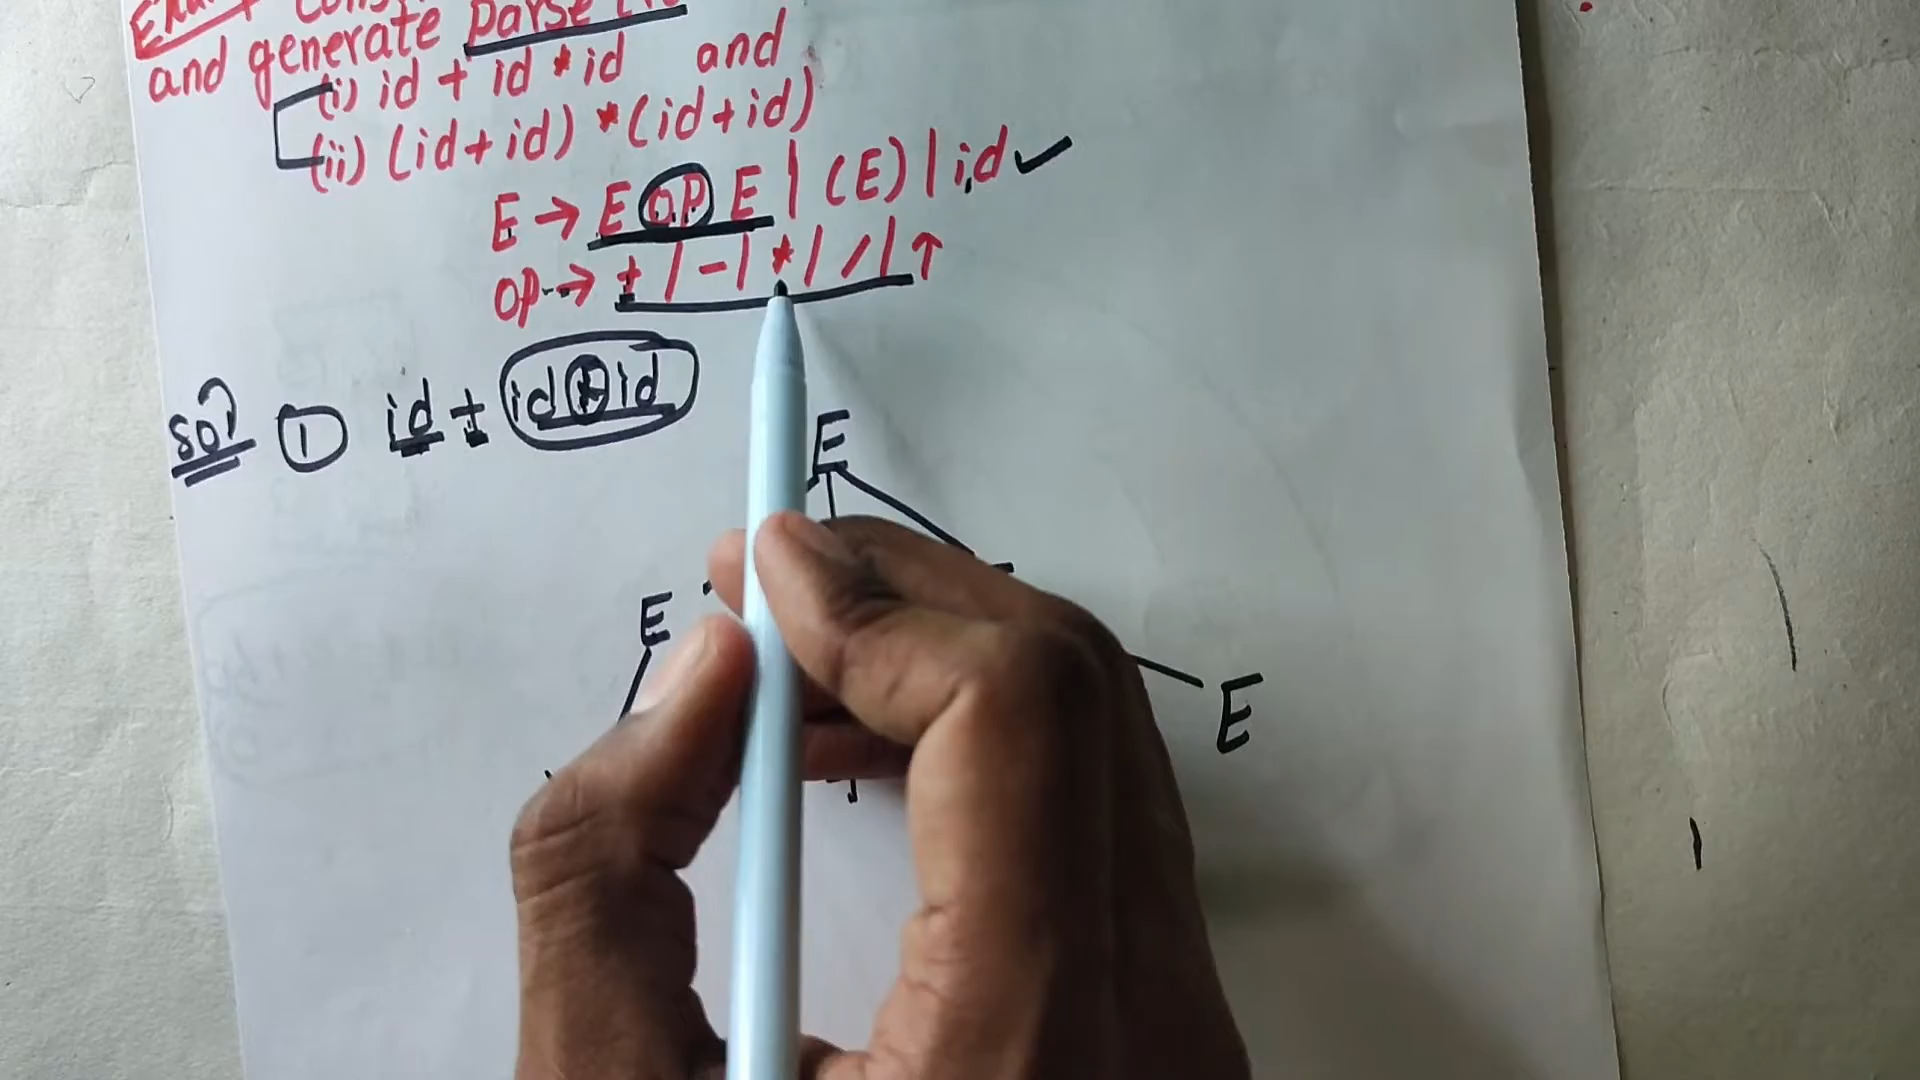 and generate parse
(i) id + id * id and
(ii) (id+id) * (id+id)
E → E OP E | (E) | id ✓
OP → + | - | * | / | ↑
Sol
① id + id * id
E
E
E